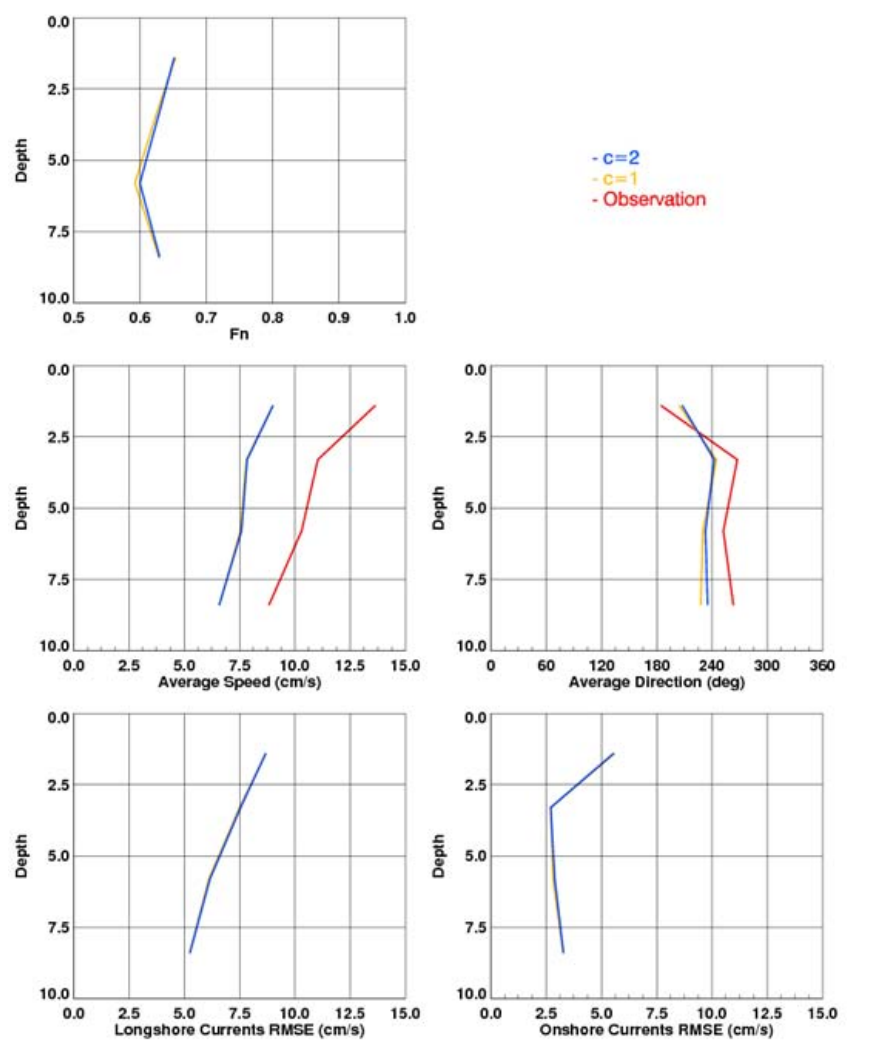 0.0
2.5
5.0
7.5
10.0
Depth
0.5 0.6 0.7 0.8 0.9 1.0
Fn
- c=2
- c=1
- Observation
0.0
2.5
5.0
7.5
10.0
Depth
0.0 2.5 5.0 7.5 10.0 12.5 15.0
Average Speed (cm/s)
0.0
2.5
5.0
7.5
10.0
Depth
0 60 120 180 240 300 360
Average Direction (deg)
0.0
2.5
5.0
7.5
10.0
Depth
0.0 2.5 5.0 7.5 10.0 12.5 15.0
Longshore Currents RMSE (cm/s)
0.0
2.5
5.0
7.5
10.0
Depth
0.0 2.5 5.0 7.5 10.0 12.5 15.0
Onshore Currents RMSE (cm/s)